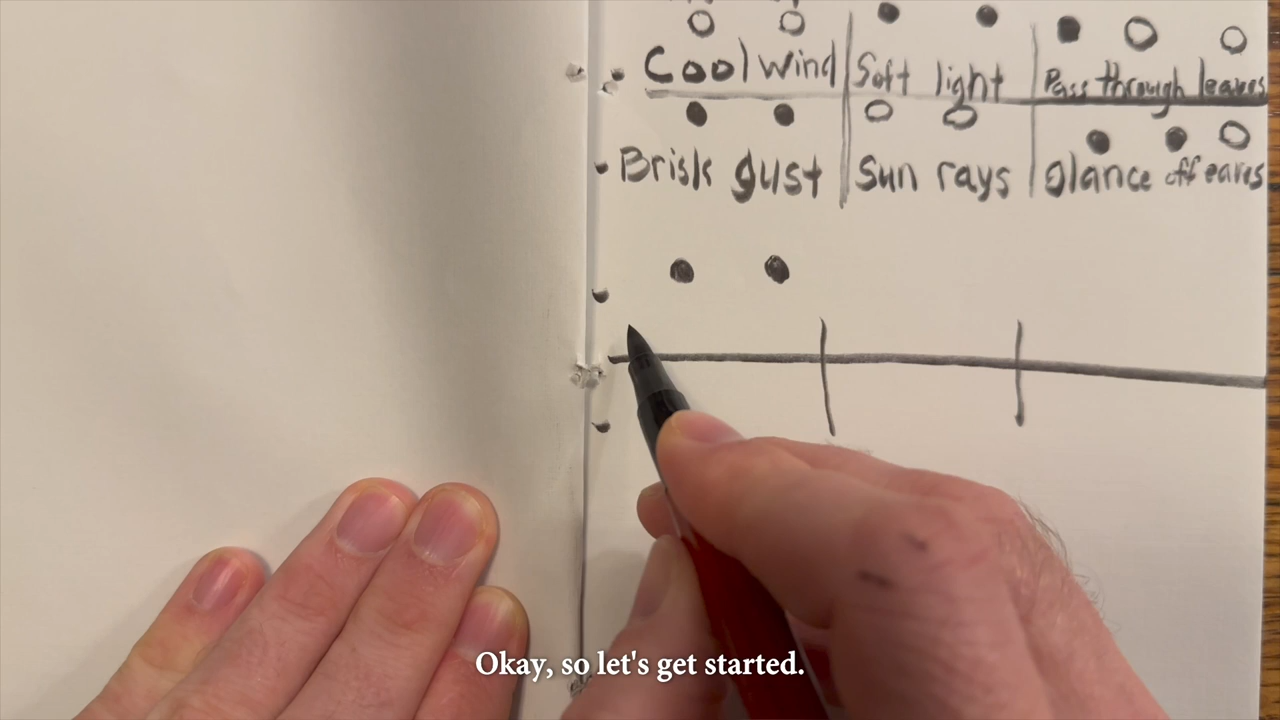 Cool wind Soft light Pass through leaves
Brisk gust Sun rays Glance off eaves
Okay, so let's get started.